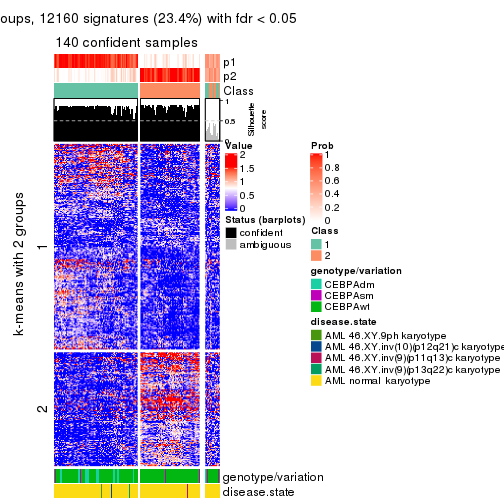 oups, 12160 signatures (23.4%) with fdr < 0.05
140 confident samples
p1
p2
Class
1
0.5
0
Silhouette
score
k-means with 2 groups
1
2
Value
2
1.5
1
0.5
0
Prob
1
0.8
0.6
0.4
0.2
0
Status (barplots)
confident
ambiguous
Class
1
2
genotype/variation
CEBPAdm
CEBPAsm
CEBPAwt
disease.state
AML 46,XY,9ph karyotype
AML 46,XY,inv(10)(p12q21)c karyotype
AML 46,XY,inv(9)(p11q13)c karyotype
AML 46,XY,inv(9)(p13q22)c karyotype
AML normal karyotype
genotype/variation
disease.state